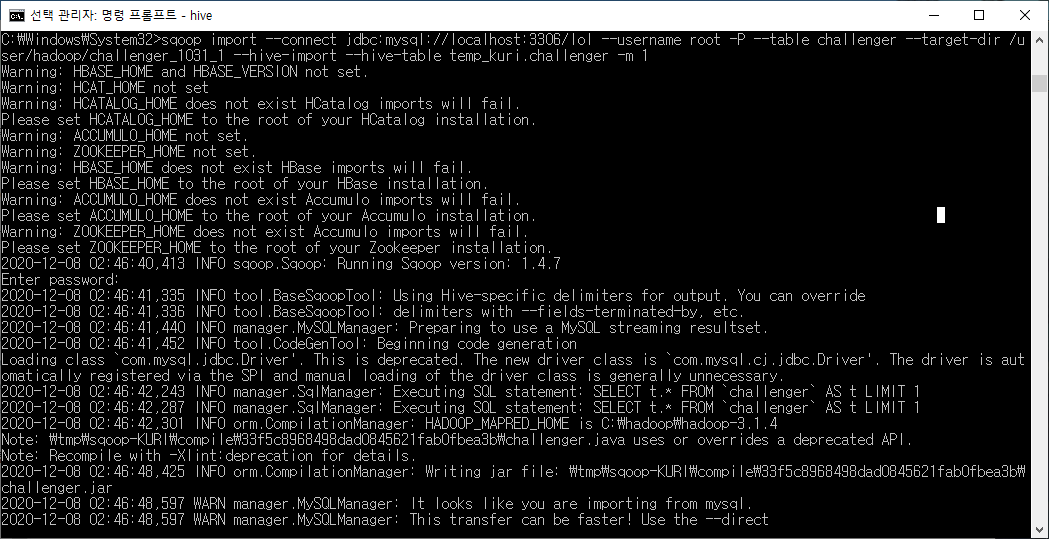 선택 관리자: 명령 프롬프트 - hive
C:₩Windows₩System32>sqoop import --connect jdbc:mysql://localhost:3306/lol --username root -P --table challenger --target-dir /u
ser/hadoop/challenger_1031_1 --hive-import --hive-table temp_kuri.challenger -m 1
Warning: HBASE_HOME and HBASE_VERSION not set.
Warning: HCAT_HOME not set
Warning: HCATALOG_HOME does not exist HCatalog imports will fail.
Please set HCATALOG_HOME to the root of your HCatalog installation.
Warning: ACCUMULO_HOME not set.
Warning: ZOOKEEPER_HOME not set.
Warning: HBASE_HOME does not exist HBase imports will fail.
Please set HBASE_HOME to the root of your HBase installation.
Warning: ACCUMULO_HOME does not exist Accumulo imports will fail.
Please set ACCUMULO_HOME to the root of your Accumulo installation.
Warning: ZOOKEEPER_HOME does not exist Accumulo imports will fail.
Please set ZOOKEEPER_HOME to the root of your Zookeeper installation.
2020-12-08 02:46:40,413 INFO sqoop.Sqoop: Running Sqoop version: 1.4.7
Enter password:
2020-12-08 02:46:41,335 INFO tool.BaseSqoopTool: Using Hive-specific delimiters for output. You can override
2020-12-08 02:46:41,336 INFO tool.BaseSqoopTool: delimiters with --fields-terminated-by, etc.
2020-12-08 02:46:41,440 INFO manager.MySQLManager: Preparing to use a MySQL streaming resultset.
2020-12-08 02:46:41,452 INFO tool.CodeGenTool: Beginning code generation
Loading class `com.mysql.jdbc.Driver'. This is deprecated. The new driver class is `com.mysql.cj.jdbc.Driver'. The driver is aut
omatically registered via the SPI and manual loading of the driver class is generally unnecessary.
2020-12-08 02:46:42,243 INFO manager.SqlManager: Executing SQL statement: SELECT t.* FROM `challenger` AS t LIMIT 1
2020-12-08 02:46:42,287 INFO manager.SqlManager: Executing SQL statement: SELECT t.* FROM `challenger` AS t LIMIT 1
2020-12-08 02:46:42,301 INFO orm.CompilationManager: HADOOP_MAPRED_HOME is C:₩hadoop₩hadoop-3.1.4
Note: ₩tmp₩sqoop-KURI₩compile₩33f5c8968498dad0845621fab0fbea3b₩challenger.java uses or overrides a deprecated API.
Note: Recompile with -Xlint:deprecation for details.
2020-12-08 02:46:48,425 INFO orm.CompilationManager: Writing jar file: ₩tmp₩sqoop-KURI₩compile₩33f5c8968498dad0845621fab0fbea3b₩
challenger.jar
2020-12-08 02:46:48,597 WARN manager.MySQLManager: It looks like you are importing from mysql.
2020-12-08 02:46:48,597 WARN manager.MySQLManager: This transfer can be faster! Use the --direct